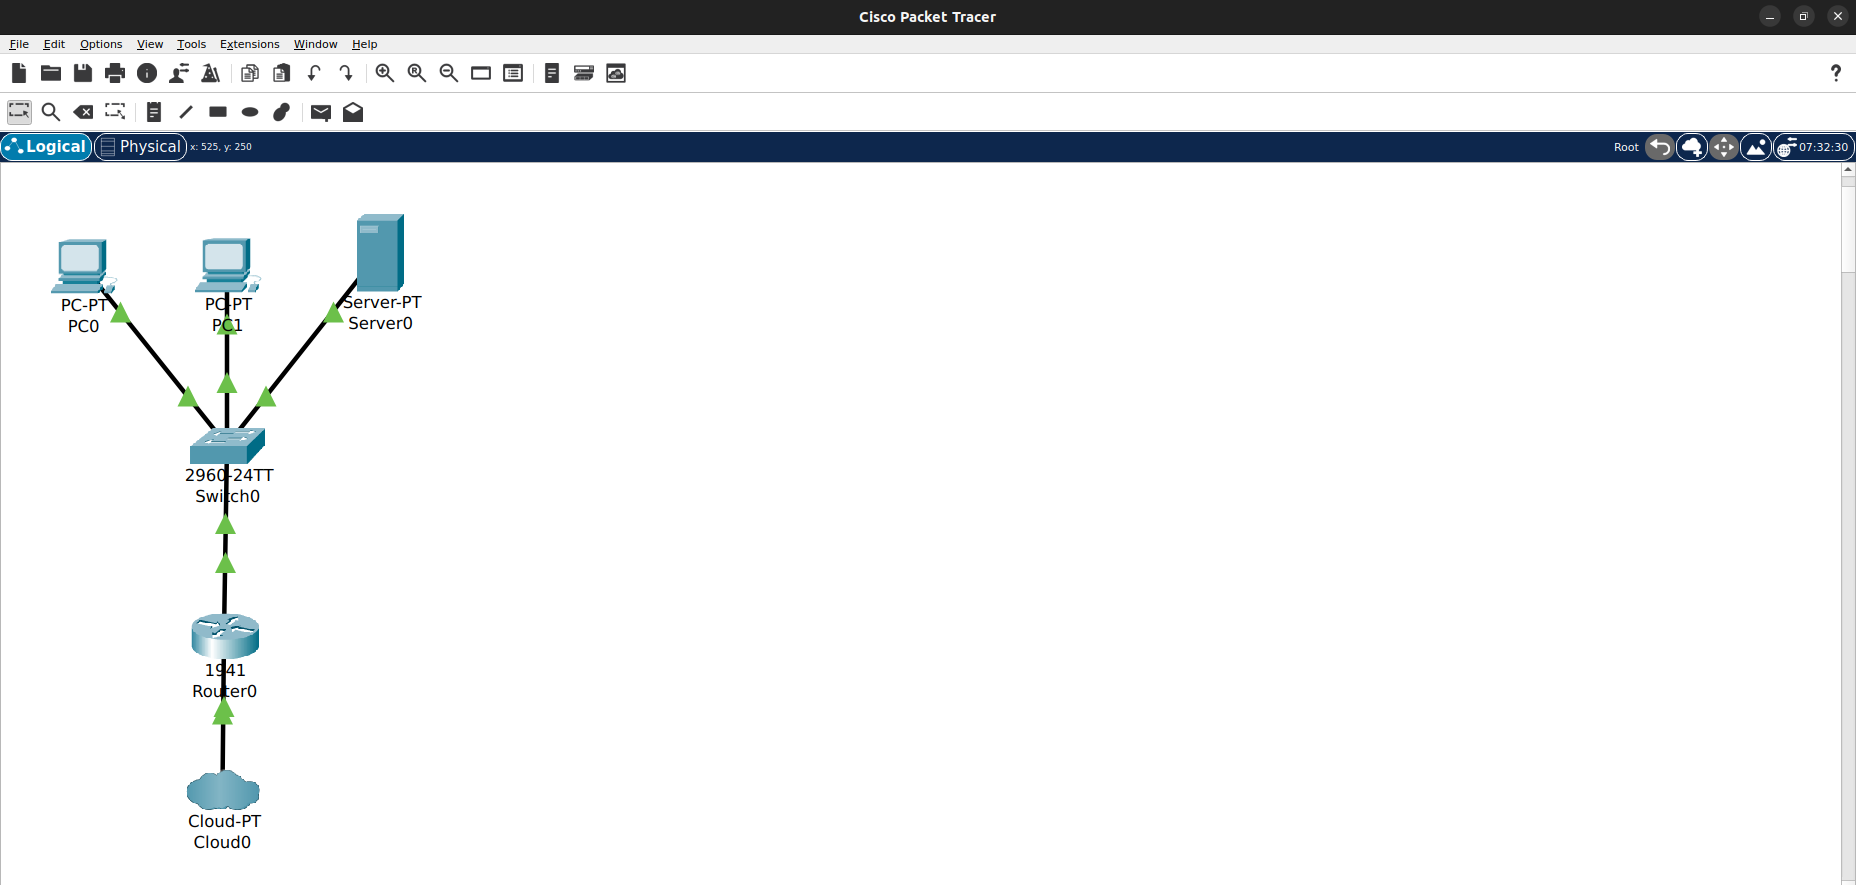 Cisco Packet Tracer
File Edit Options View Tools Extensions Window Help
?
Logical Physical x: 525, y: 250 Root 07:32:30
PC-PT
PC0
PC-PT
PC1
Server-PT
Server0
2960-24TT
Switch0
1941
Router0
Cloud-PT
Cloud0